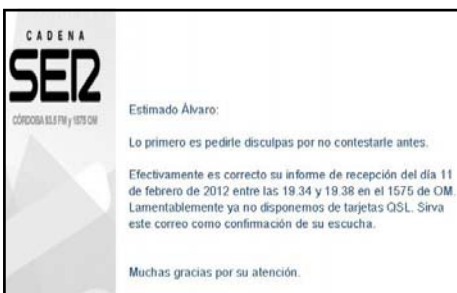 CADENA
SER
CÓRDOBA 93.5 FM y 1575 OM
Estimado Álvaro:
Lo primero es pedirle disculpas por no contestarle antes.
Efectivamente es correcto su informe de recepción del día 11
de febrero de 2012 entre las 19.34 y 19.38 en el 1575 de OM.
Lamentablemente ya no disponemos de tarjetas QSL. Sirva
este correo como confirmación de su escucha.
Muchas gracias por su atención.